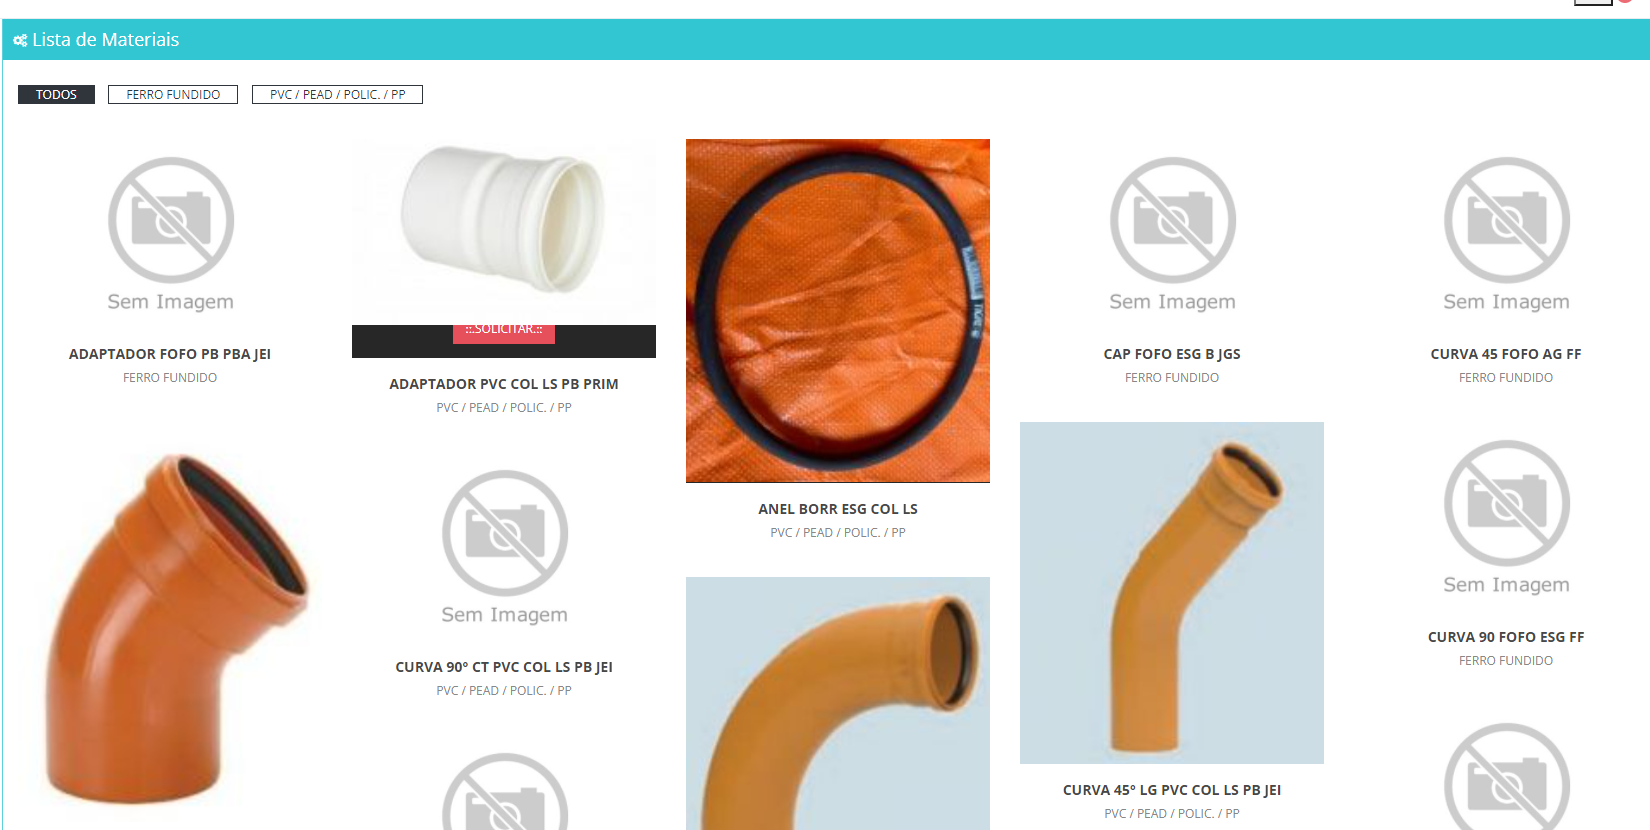 Lista de Materiais
TODOS
FERRO FUNDIDO
PVC / PEAD / POLIC. / PP
Sem Imagem
ADAPTADOR FOFO PB PBA JEI
FERRO FUNDIDO
::.SOLICITAR.::
ADAPTADOR PVC COL LS PB PRIM
PVC / PEAD / POLIC. / PP
ANEL BORR ESG COL LS
PVC / PEAD / POLIC. / PP
Sem Imagem
CAP FOFO ESG B JGS
FERRO FUNDIDO
Sem Imagem
CURVA 45 FOFO AG FF
FERRO FUNDIDO
Sem Imagem
CURVA 90º CT PVC COL LS PB JEI
PVC / PEAD / POLIC. / PP
CURVA 45º LG PVC COL LS PB JEI
PVC / PEAD / POLIC. / PP
Sem Imagem
CURVA 90 FOFO ESG FF
FERRO FUNDIDO